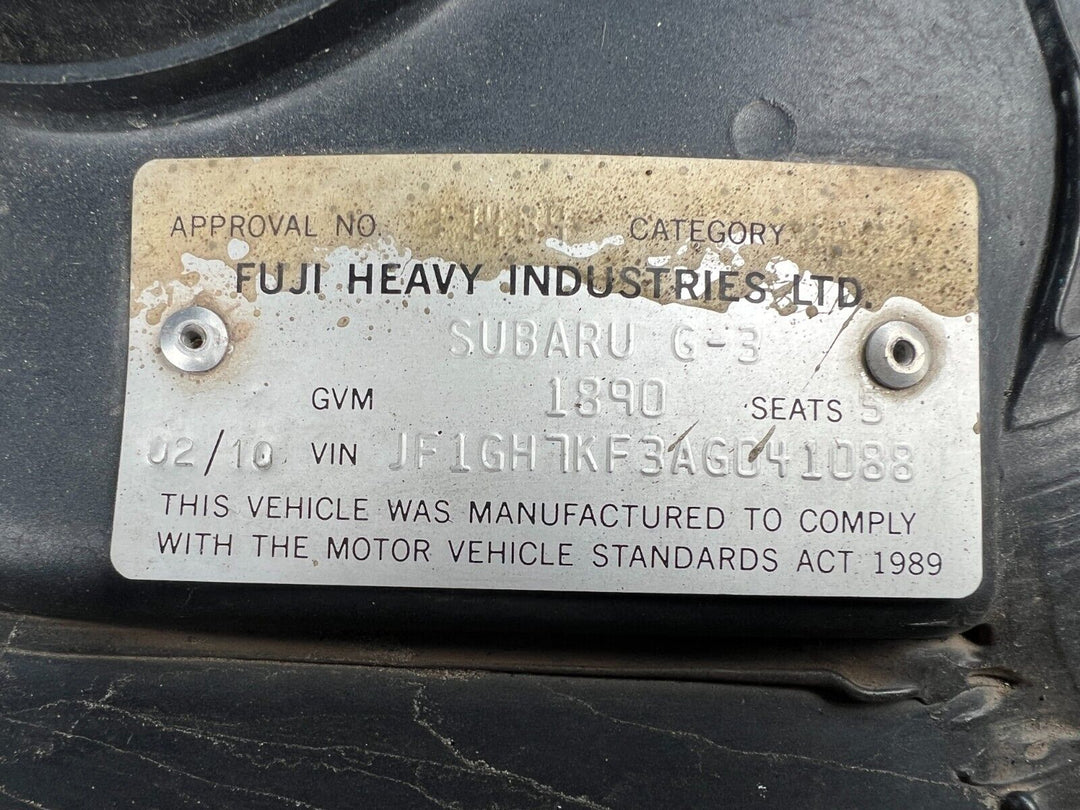 APPROVAL NO. CATEGORY
FUJI HEAVY INDUSTRIES LTD.
SUBARU G-3
GVM 1890 SEATS 5
02/10 VIN JF1GH7KF3AG041088
THIS VEHICLE WAS MANUFACTURED TO COMPLY
WITH THE MOTOR VEHICLE STANDARDS ACT 1989